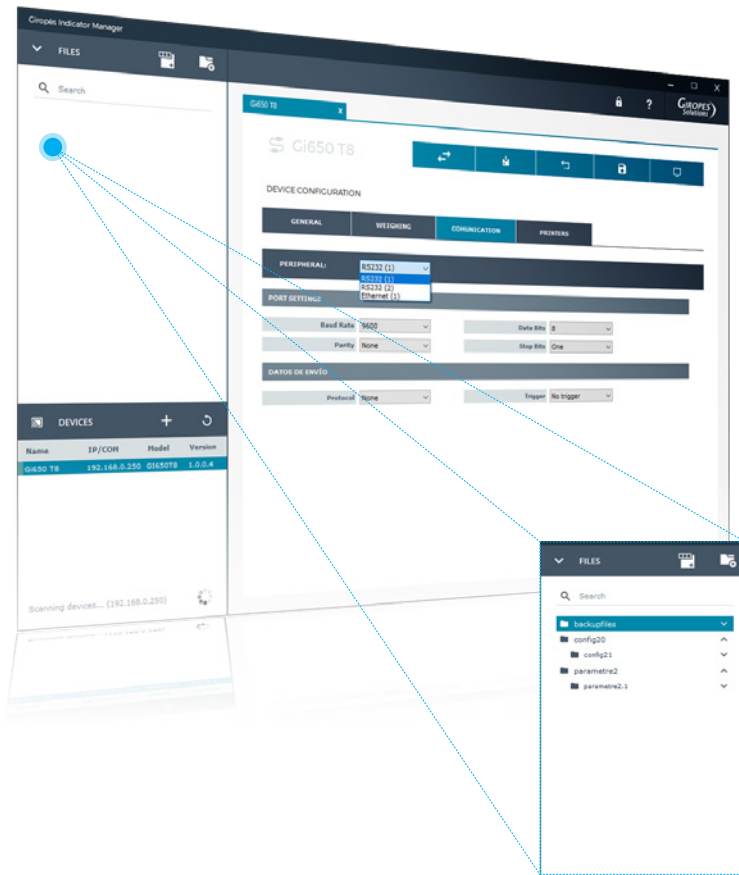 Giropès Indicator Manager
FILES
Search
GIROPES
Solutions
Gi650 T8 x
Gi650 T8
DEVICE CONFIGURATION
GENERAL WEIGHING COMUNICATION PRINTERS
PERIPHERAL: RS232 (1)
RS232 (1)
RS232 (2)
Ethernet (1)
PORT SETTINGS
Baud Rate 9600 Data Bits 8
Parity None Stop Bits One
DATOS DE ENVÍO
Protocol None Trigger No trigger
DEVICES
Name IP/COM Model Version
Gi650 T8 192.168.0.250 GI650T8 1.0.0.4
Scanning devices... (192.168.0.250)
FILES
Search
backupfiles
config20
config21
parametre2
parametre2.1